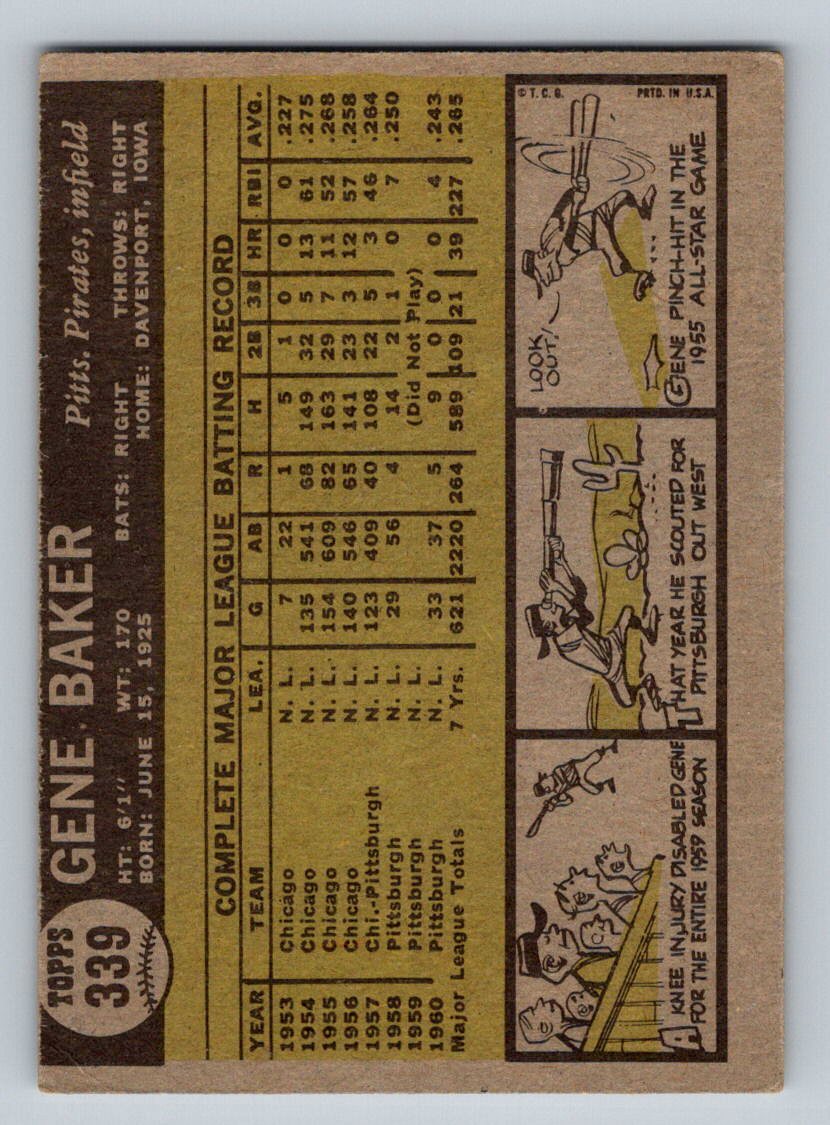 TOPPS
339
GENE BAKER
Pitts. Pirates, infield
HT: 6'1" WT: 170 BATS: RIGHT THROWS: RIGHT
BORN: JUNE 15, 1925 HOME: DAVENPORT, IOWA
COMPLETE MAJOR LEAGUE BATTING RECORD
YEAR TEAM LEA. G AB R H 2B 3B HR RBI AVG.
1953 Chicago N. L. 7 22 1 5 1 0 0 0 .227
1954 Chicago N. L. 135 541 68 149 32 5 13 61 .275
1955 Chicago N. L. 154 609 82 163 29 7 11 52 .268
1956 Chicago N. L. 140 546 65 141 23 3 12 57 .258
1957 Chi.-Pittsburgh N. L. 123 409 40 108 22 5 3 46 .264
1958 Pittsburgh N. L. 29 56 4 14 2 1 0 7 .250
1959 Pittsburgh N. L. (Did Not Play)
1960 Pittsburgh N. L. 33 37 5 9 0 0 0 4 .243
Major League Totals 7 Yrs. 621 2220 264 589 109 21 39 227 .265
A KNEE INJURY DISABLED GENE
FOR THE ENTIRE 1959 SEASON
THAT YEAR HE SCOUTED FOR
PITTSBURGH OUT WEST
© T. C. G. PRTD. IN U.S.A.
LOOK
OUT!
GENE PINCH-HIT IN THE
1955 ALL-STAR GAME